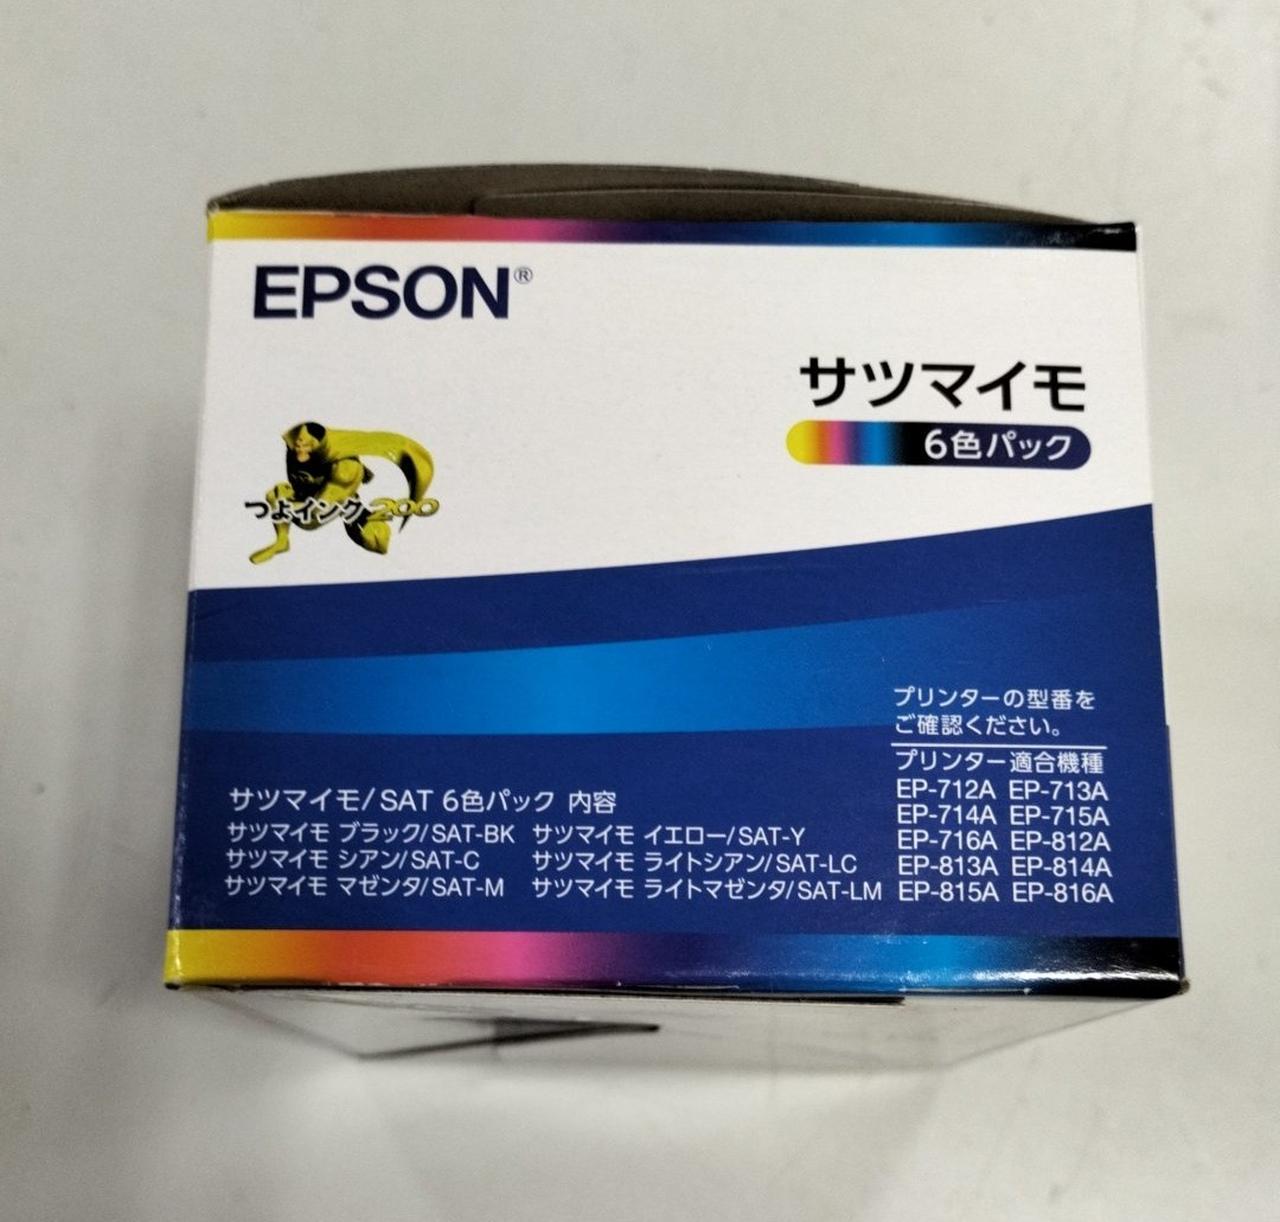 EPSON®
サツマイモ
6色パック
つよインク200
プリンターの型番を
ご確認ください。
プリンター適合機種
EP-712A EP-713A
EP-714A EP-715A
EP-716A EP-812A
EP-813A EP-814A
EP-815A EP-816A
サツマイモ/SAT 6色パック 内容
サツマイモ ブラック/SAT-BK サツマイモ イエロー/SAT-Y
サツマイモ シアン/SAT-C サツマイモ ライトシアン/SAT-LC
サツマイモ マゼンタ/SAT-M サツマイモ ライトマゼンタ/SAT-LM